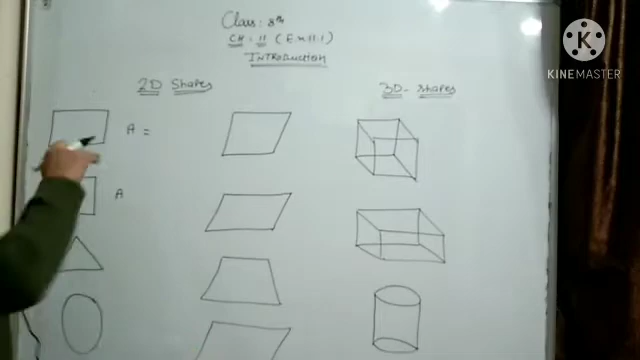 Class: 8th
CH: 11 (Ex 11.1)
INTRODUCTION
2D Shapes
3D- shapes
A =
A
KINEMASTER